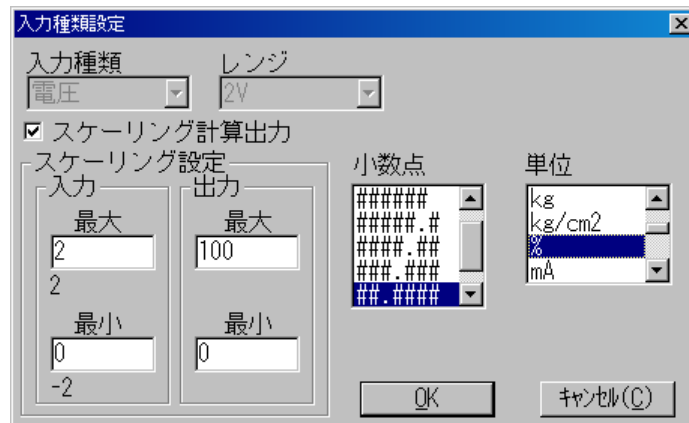 入力種類設定
入力種類 レンジ
電圧 2V
スケーリング計算出力
スケーリング設定
入力
最大
2
2
最小
0
-2
出力
最大
100
最小
0
小数点
######
#####.#
####.##
###.###
##.####
単位
kg
kg/cm2
%
mA
OK
ｷｬﾝｾﾙ(C)